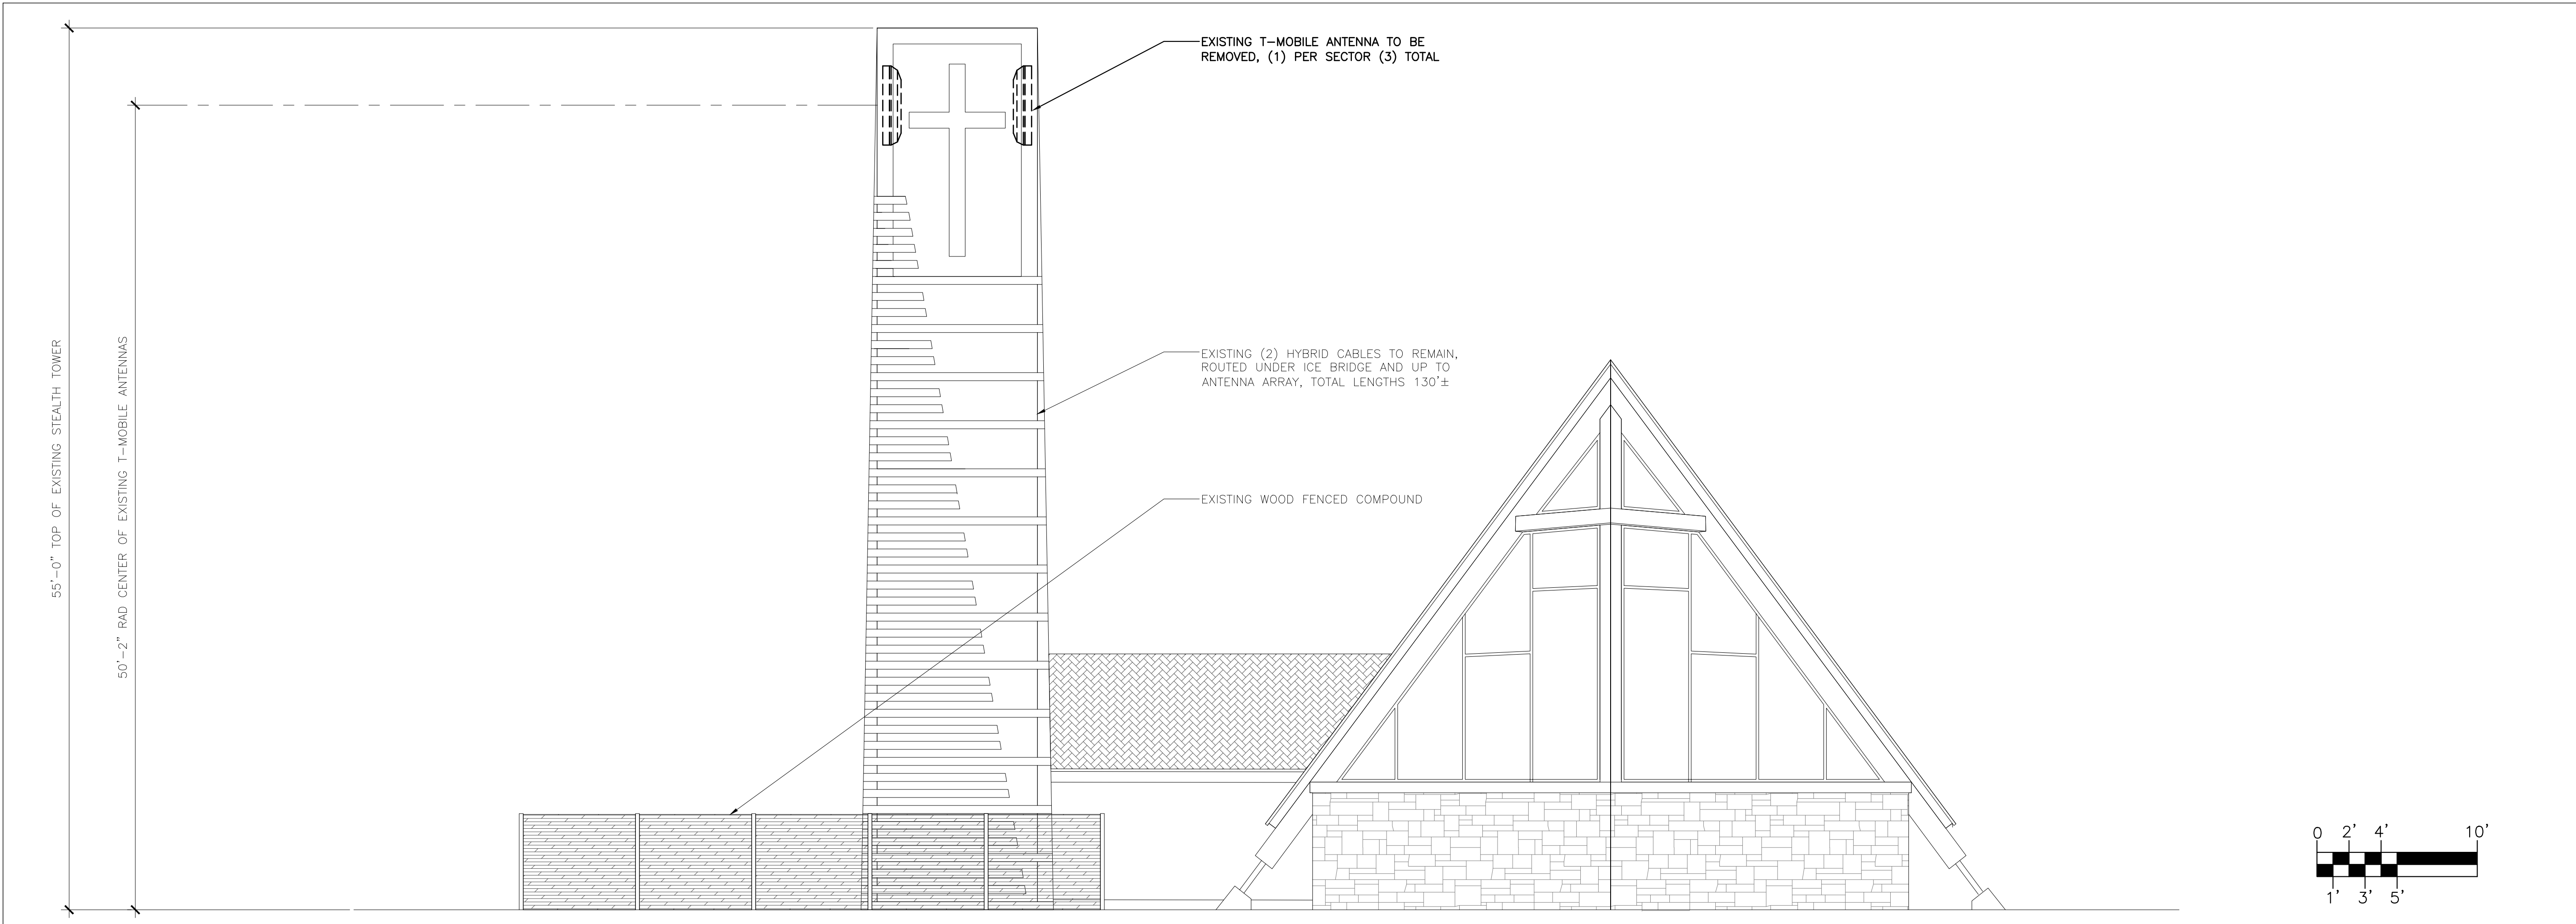 55'-0" TOP OF EXISTING STEALTH TOWER
50'-2" RAD CENTER OF EXISTING T-MOBILE ANTENNAS
EXISTING T-MOBILE ANTENNA TO BE
REMOVED, (1) PER SECTOR (3) TOTAL
EXISTING (2) HYBRID CABLES TO REMAIN,
ROUTED UNDER ICE BRIDGE AND UP TO
ANTENNA ARRAY, TOTAL LENGTHS 130'±
EXISTING WOOD FENCED COMPOUND
0 2' 4' 10'
1' 3' 5'